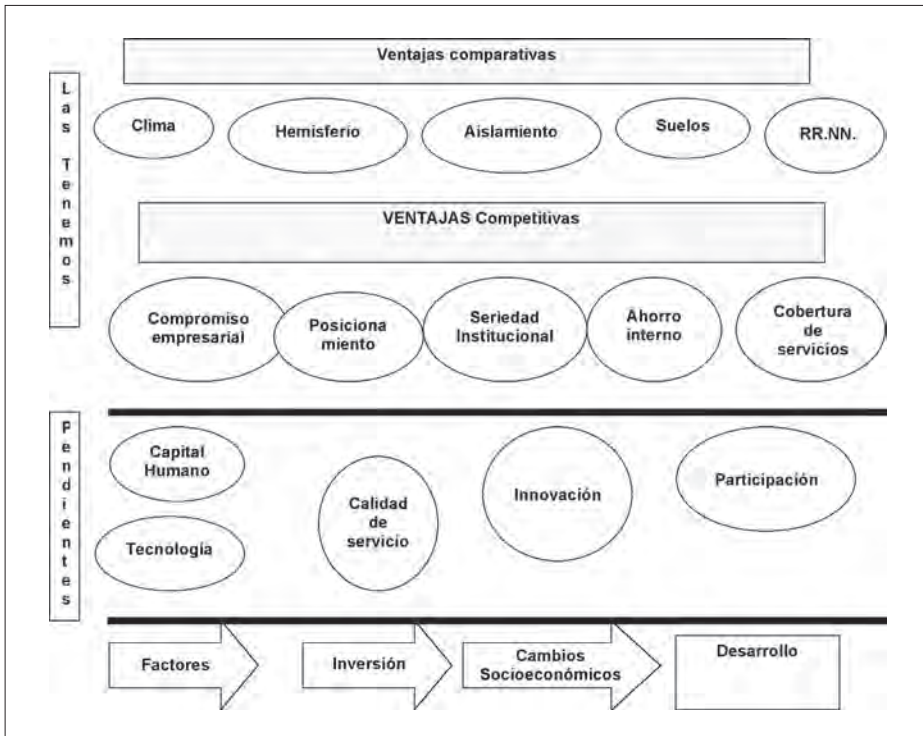 Ventajas comparativas
Las Tenemos
Clima
Hemisferio
Aislamiento
Suelos
RR.NN.
VENTAJAS Competitivas
Compromiso
empresarial
Posiciona
miento
Seriedad
Institucional
Ahorro
interno
Cobertura
de
servicios
Pendientes
Capital
Humano
Tecnología
Calidad
de
servicio
Innovación
Participación
Factores
Inversión
Cambios
Socioeconómicos
Desarrollo